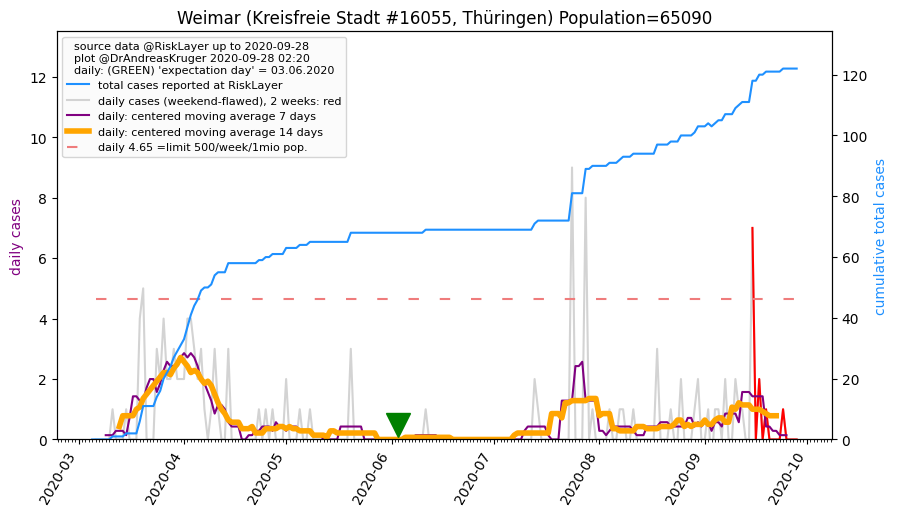 Weimar (Kreisfreie Stadt #16055, Thüringen) Population=65090
source data @RiskLayer up to 2020-09-28
plot @DrAndreasKruger 2020-09-28 02:20
daily: (GREEN) 'expectation day' = 03.06.2020
total cases reported at RiskLayer
daily cases (weekend-flawed), 2 weeks: red
daily: centered moving average 7 days
daily: centered moving average 14 days
daily 4.65 =limit 500/week/1mio pop.
daily cases
12
10
8
6
4
2
0
120
100
80
60
40
20
0
cumulative total cases
2020-03
2020-04
2020-05
2020-06
2020-07
2020-08
2020-09
2020-10